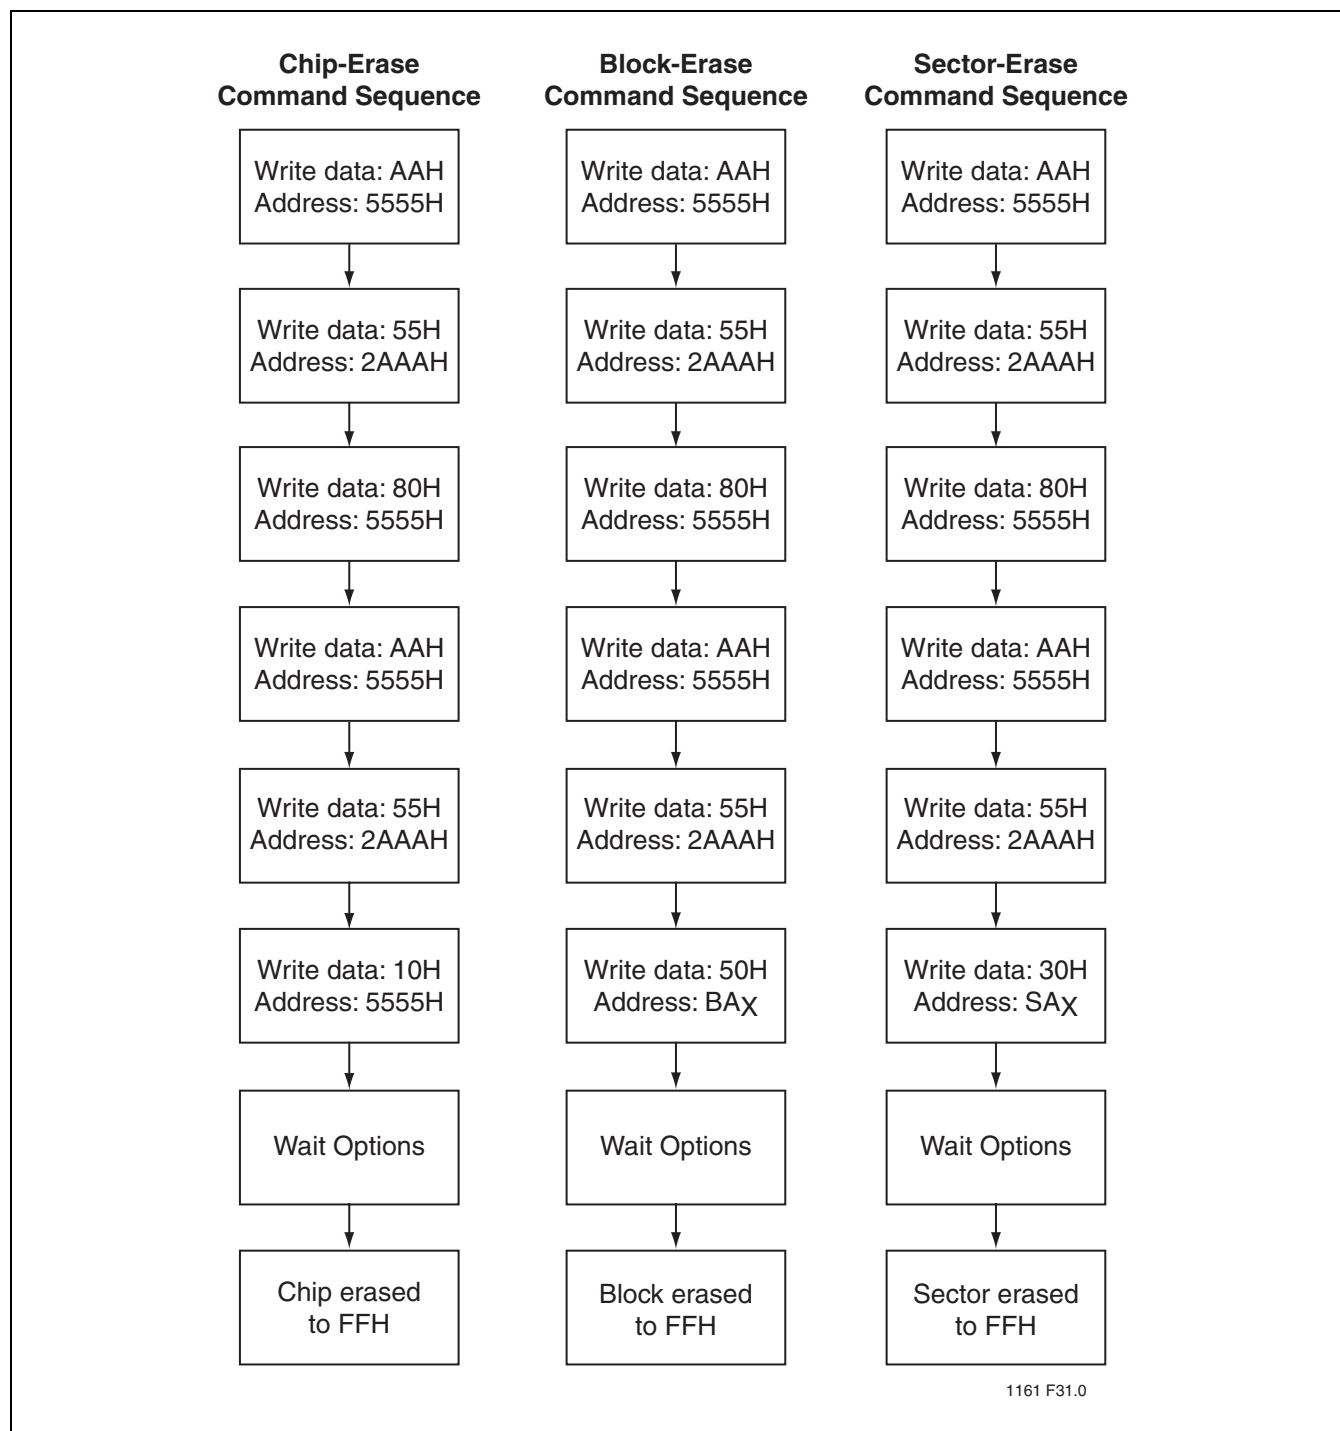 Chip-Erase
Command Sequence
Write data: AAH
Address: 5555H
Write data: 55H
Address: 2AAAH
Write data: 80H
Address: 5555H
Write data: AAH
Address: 5555H
Write data: 55H
Address: 2AAAH
Write data: 10H
Address: 5555H
Wait Options
Chip erased
to FFH
Block-Erase
Command Sequence
Write data: AAH
Address: 5555H
Write data: 55H
Address: 2AAAH
Write data: 80H
Address: 5555H
Write data: AAH
Address: 5555H
Write data: 55H
Address: 2AAAH
Write data: 50H
Address: BAX
Wait Options
Block erased
to FFH
Sector-Erase
Command Sequence
Write data: AAH
Address: 5555H
Write data: 55H
Address: 2AAAH
Write data: 80H
Address: 5555H
Write data: AAH
Address: 5555H
Write data: 55H
Address: 2AAAH
Write data: 30H
Address: SAX
Wait Options
Sector erased
to FFH
1161 F31.0